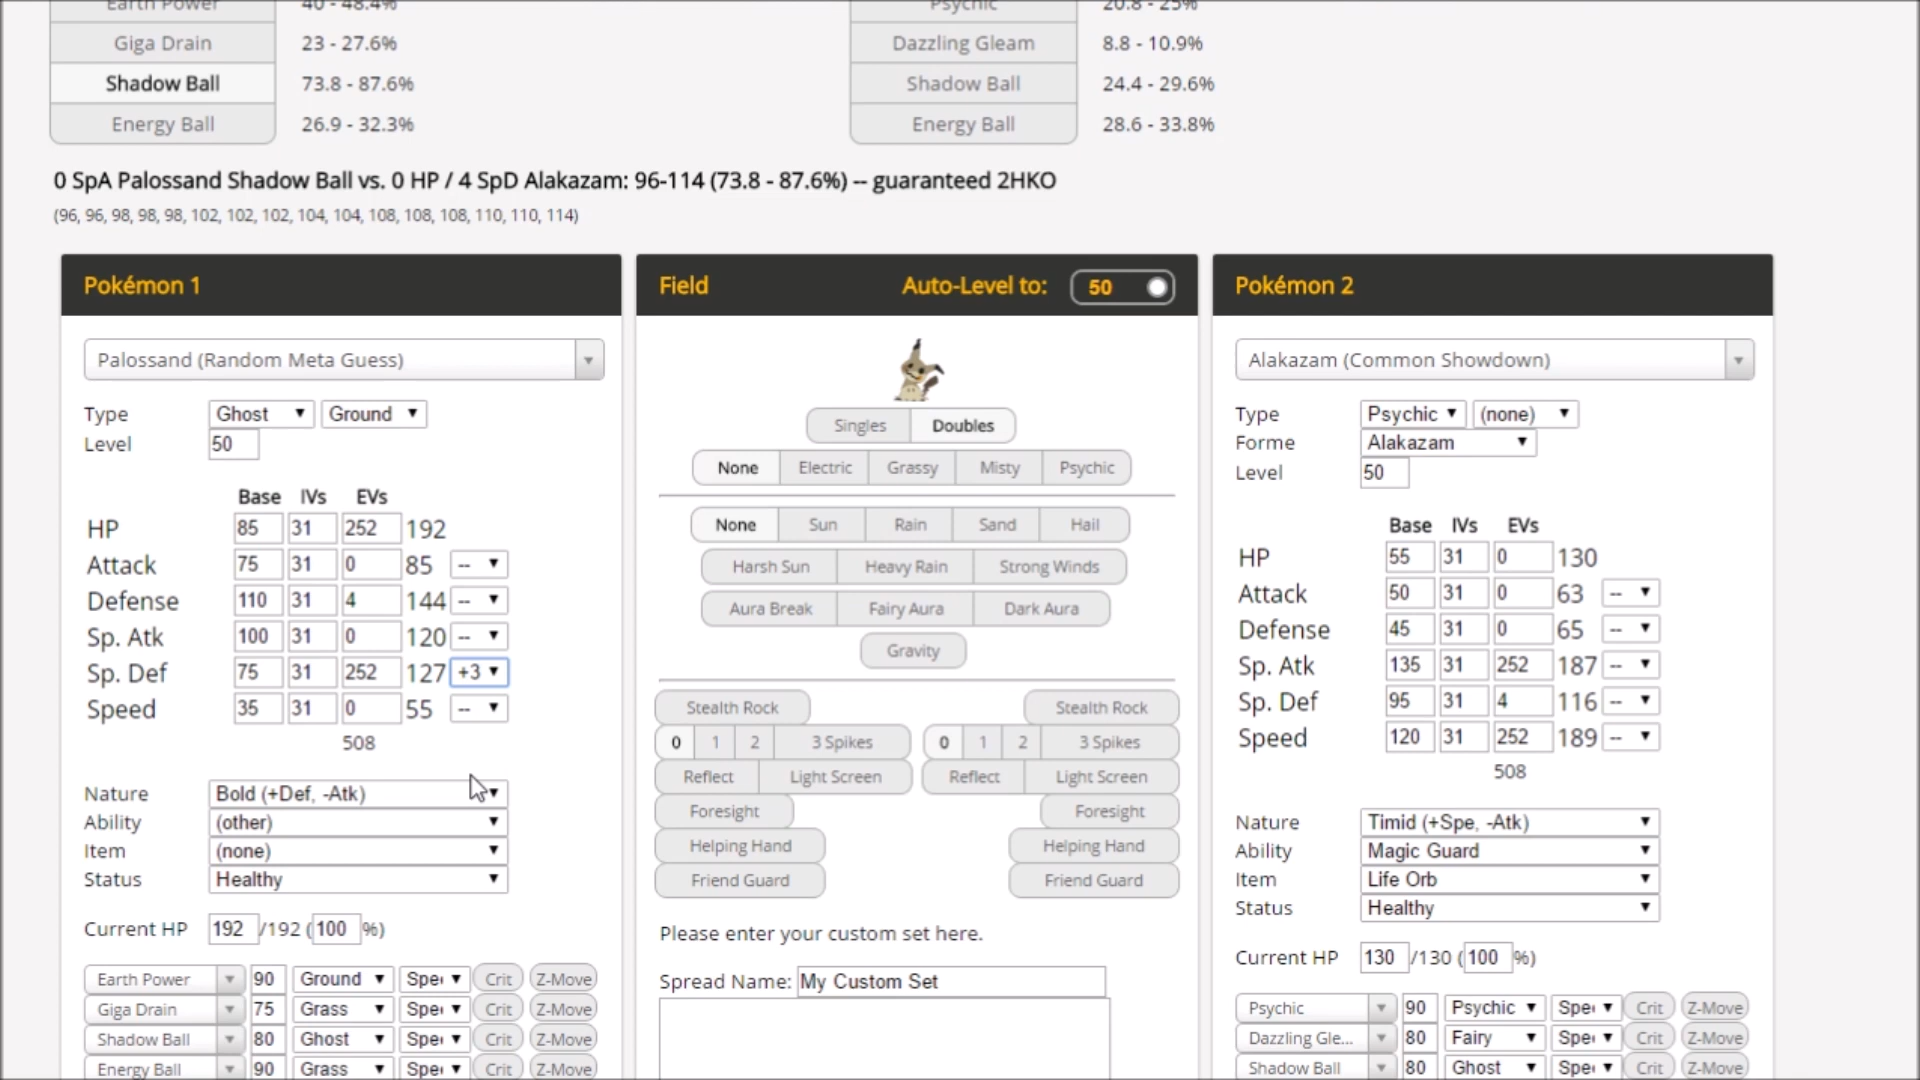 Earth Power 40 - 48.4% Psychic 20.8 - 25%
Giga Drain 23 - 27.6% Dazzling Gleam 8.8 - 10.9%
Shadow Ball 73.8 - 87.6% Shadow Ball 24.4 - 29.6%
Energy Ball 26.9 - 32.3% Energy Ball 28.6 - 33.8%
0 SpA Palossand Shadow Ball vs. 0 HP / 4 SpD Alakazam: 96-114 (73.8 - 87.6%) -- guaranteed 2HKO
(96, 96, 98, 98, 98, 102, 102, 102, 104, 104, 108, 108, 108, 110, 110, 114)
Pokémon 1
Palossand (Random Meta Guess)
Type Ghost Ground
Level 50
Base IVs EVs
HP 85 31 252 192
Attack 75 31 0 85 --
Defense 110 31 4 144 --
Sp. Atk 100 31 0 120 --
Sp. Def 75 31 252 127 +3
Speed 35 31 0 55 --
508
Nature Bold (+Def, -Atk)
Ability (other)
Item (none)
Status Healthy
Current HP 192 /192 (100 %)
Earth Power 90 Ground Spe Crit Z-Move
Giga Drain 75 Grass Spe Crit Z-Move
Shadow Ball 80 Ghost Spe Crit Z-Move
Energy Ball 90 Grass Spe Crit Z-Move
Field Auto-Level to: 50
Singles Doubles
None Electric Grassy Misty Psychic
None Sun Rain Sand Hail
Harsh Sun Heavy Rain Strong Winds
Aura Break Fairy Aura Dark Aura
Gravity
Stealth Rock Stealth Rock
0 1 2 3 Spikes 0 1 2 3 Spikes
Reflect Light Screen Reflect Light Screen
Foresight Foresight
Helping Hand Helping Hand
Friend Guard Friend Guard
Please enter your custom set here.
Spread Name: My Custom Set
Pokémon 2
Alakazam (Common Showdown)
Type Psychic (none)
Forme Alakazam
Level 50
Base IVs EVs
HP 55 31 0 130
Attack 50 31 0 63 --
Defense 45 31 0 65 --
Sp. Atk 135 31 252 187 --
Sp. Def 95 31 4 116 --
Speed 120 31 252 189 --
508
Nature Timid (+Spe, -Atk)
Ability Magic Guard
Item Life Orb
Status Healthy
Current HP 130 /130 (100 %)
Psychic 90 Psychic Spe Crit Z-Move
Dazzling Gle... 80 Fairy Spe Crit Z-Move
Shadow Ball 80 Ghost Spe Crit Z-Move